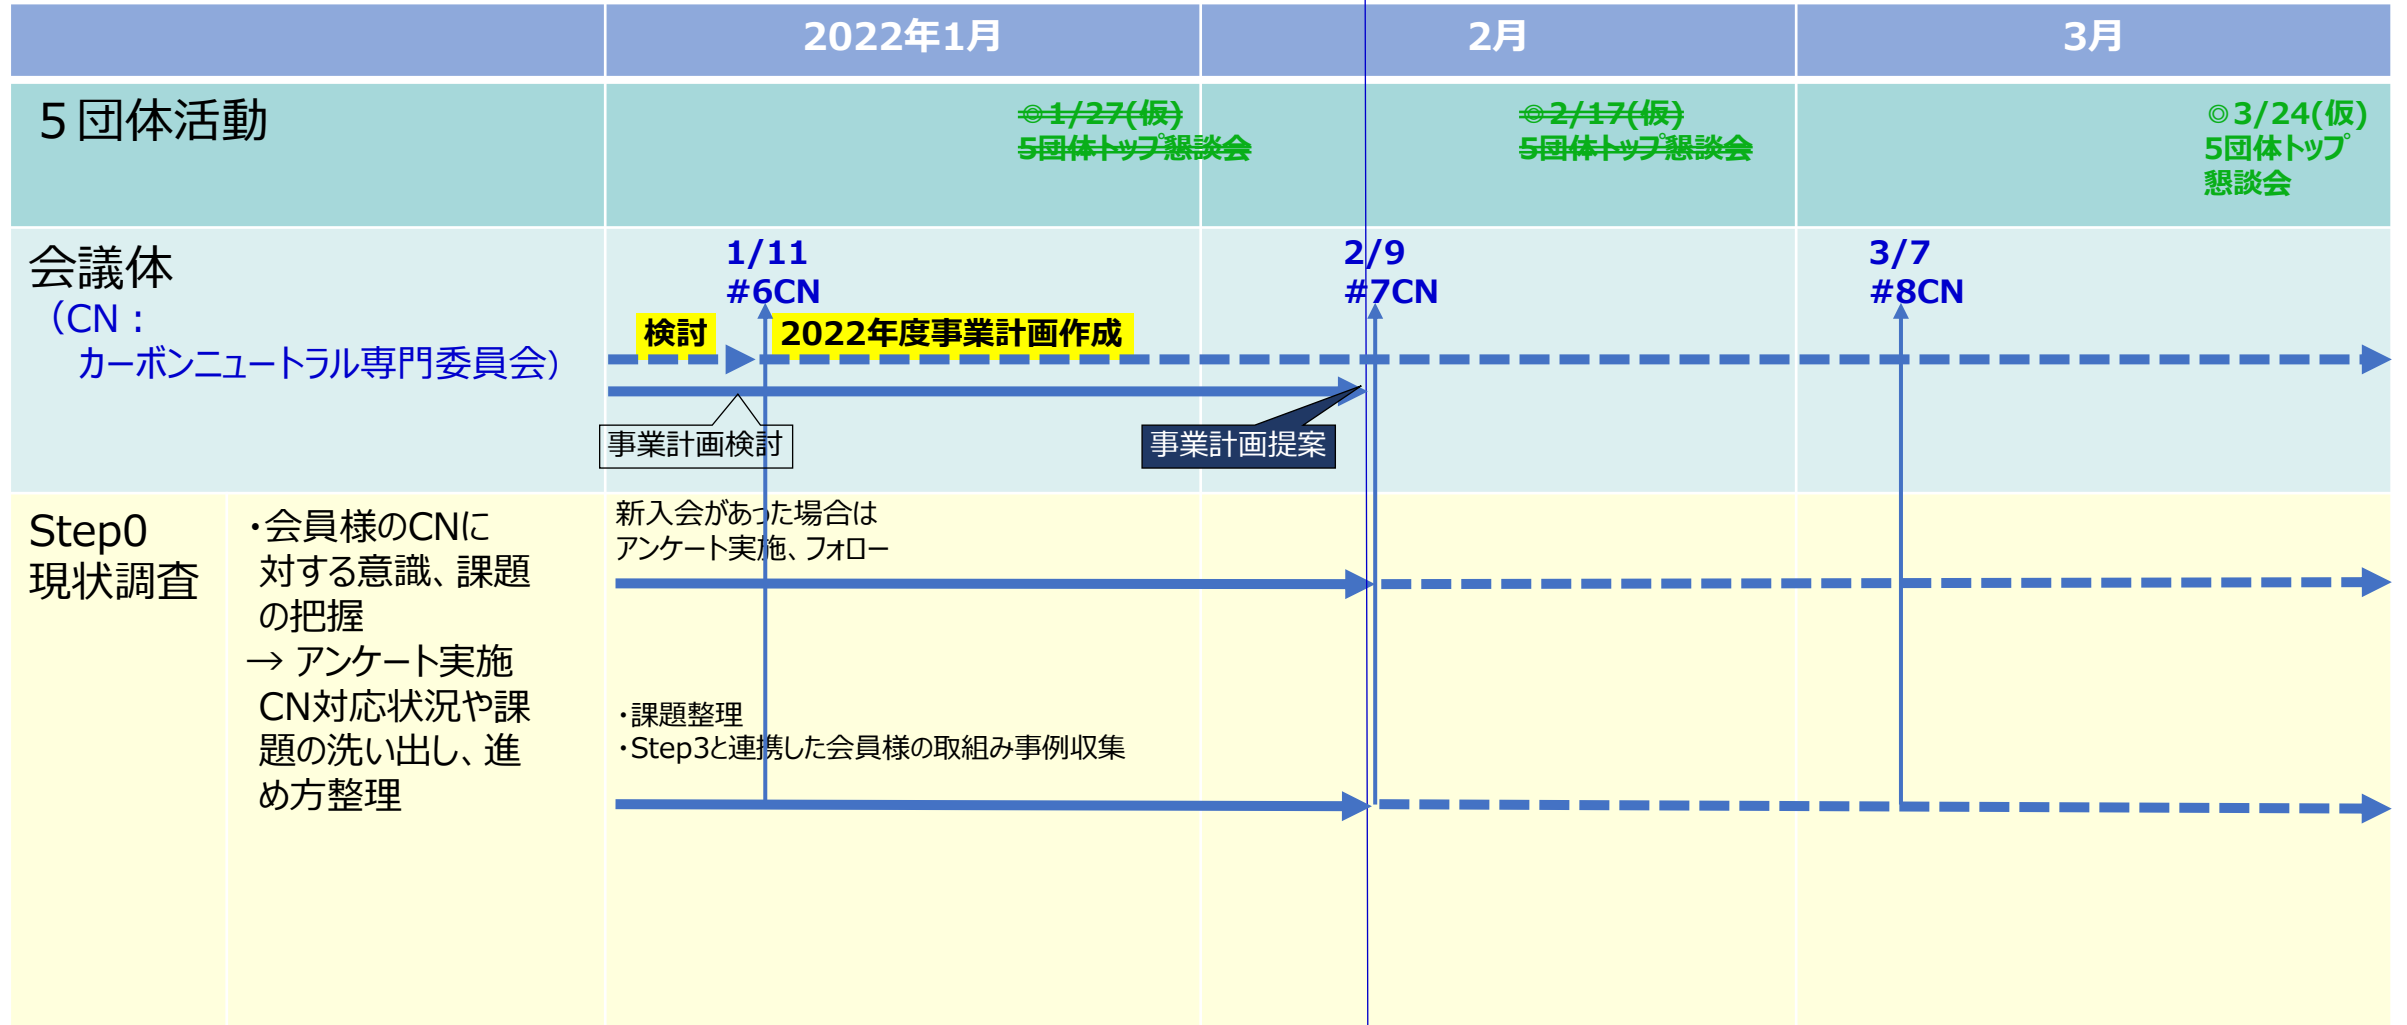 2022年1月
2月
3月
５団体活動
◎1/27(仮)
5団体トップ懇談会
◎2/17(仮)
5団体トップ懇談会
◎3/24(仮)
5団体トップ
懇談会
会議体
（CN：
カーボンニュートラル専門委員会）
1/11
#6CN
2/9
#7CN
3/7
#8CN
検討
2022年度事業計画作成
事業計画検討
事業計画提案
Step0
現状調査
・会員様のCNに
対する意識、課題
の把握
→ アンケート実施
CN対応状況や課
題の洗い出し、進
め方整理
新入会があった場合は
アンケート実施、フォロー
・課題整理
・Step3と連携した会員様の取組み事例収集